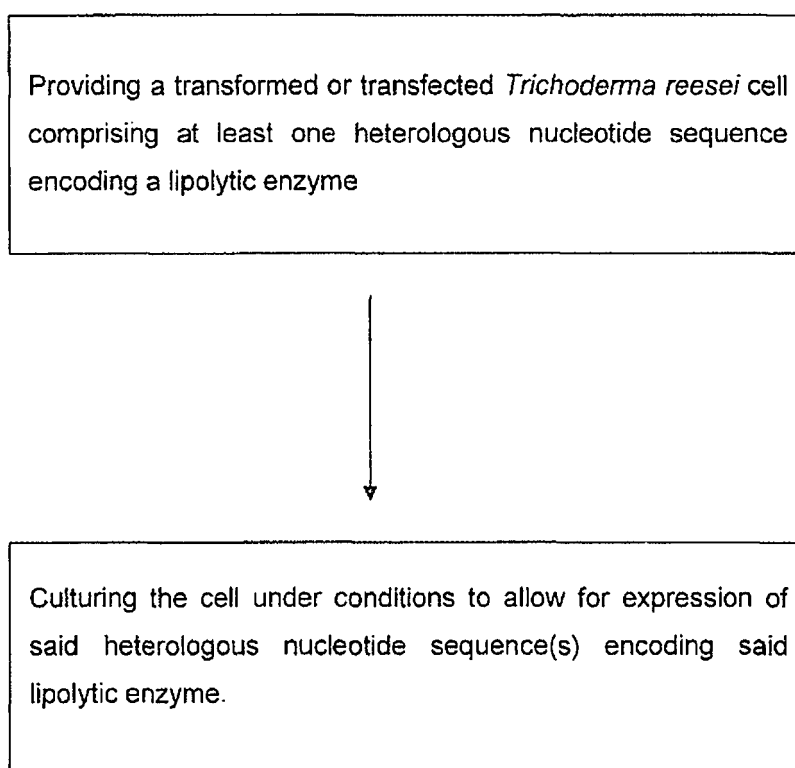 Providing a transformed or transfected Trichoderma reesei cell
comprising at least one heterologous nucleotide sequence
encoding a lipolytic enzyme
Culturing the cell under conditions to allow for expression of
said heterologous nucleotide sequence(s) encoding said
lipolytic enzyme.